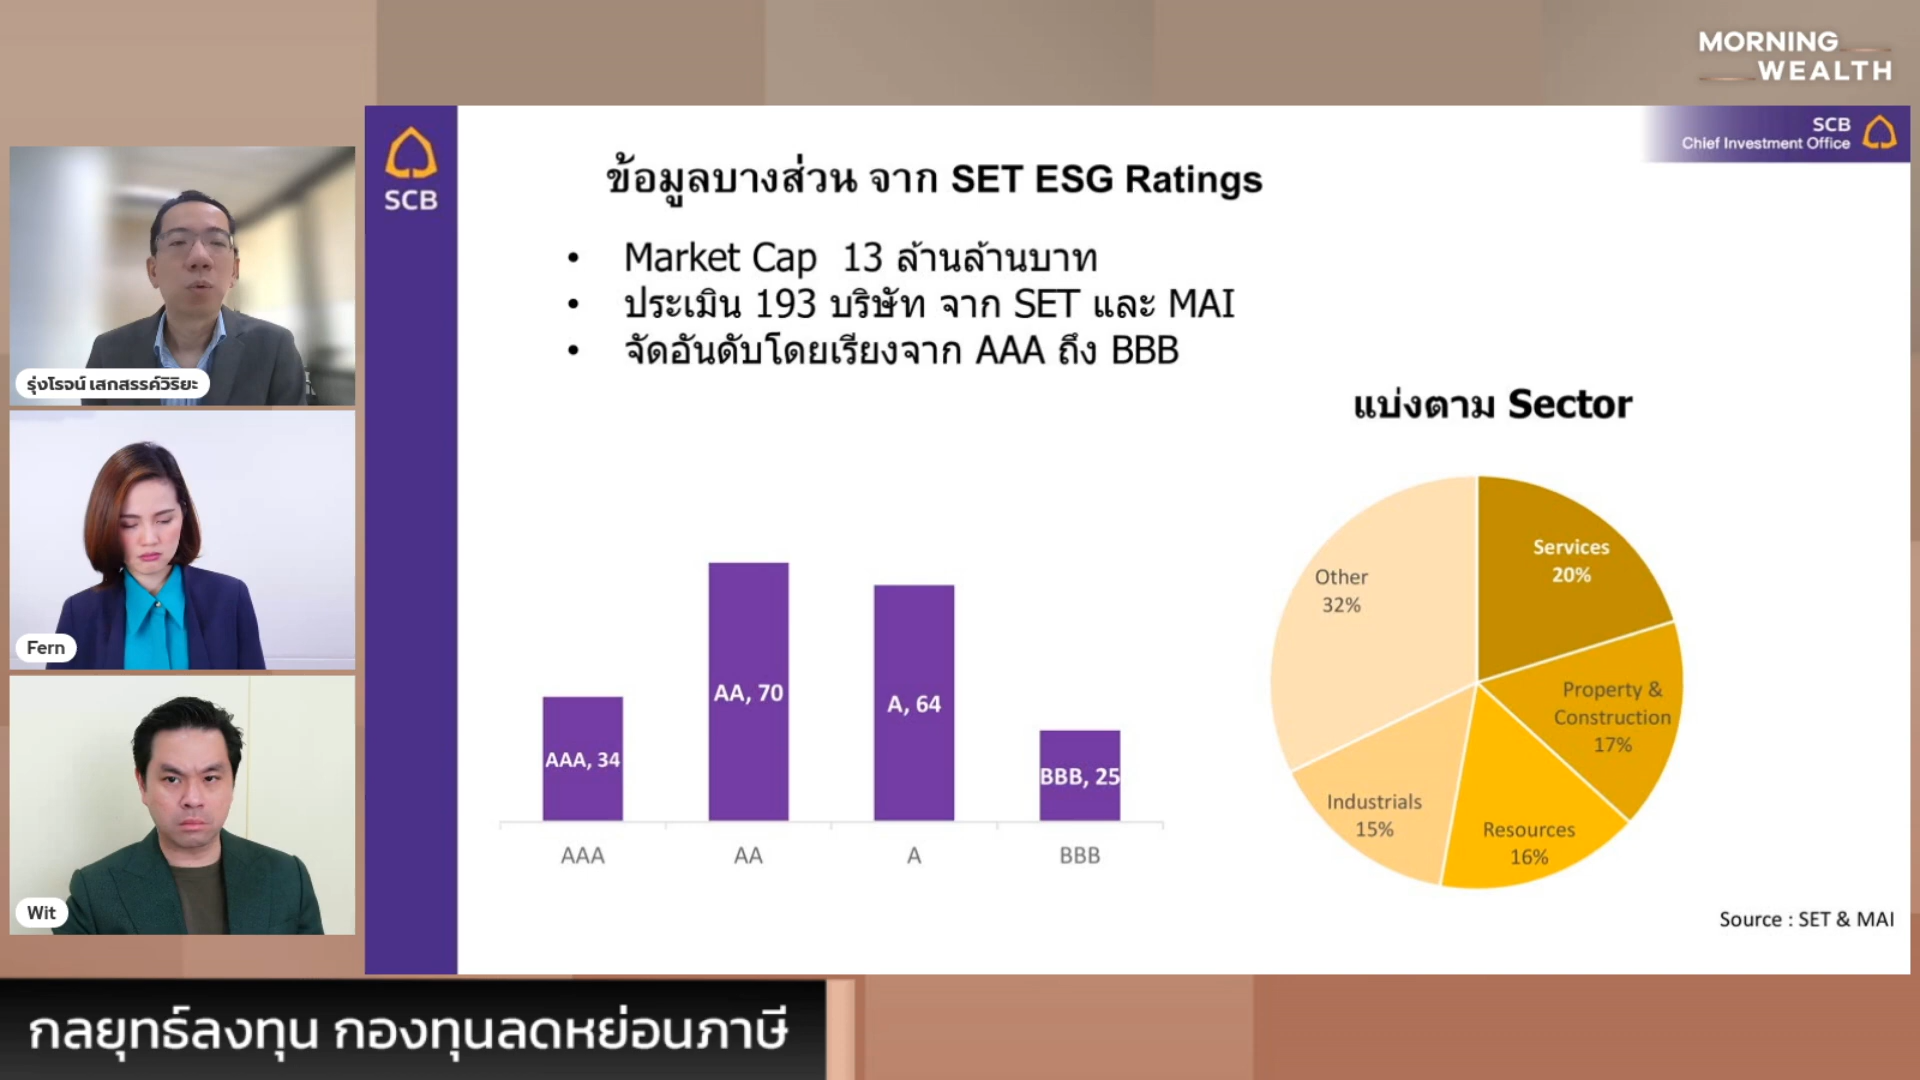 MORNING
WEALTH
SCB
SCB
Chief Investment Office
ข้อมูลบางส่วน จาก SET ESG Ratings
• Market Cap 13 ล้านล้านบาท
• ประเมิน 193 บริษัท จาก SET และ MAI
• จัดอันดับโดยเรียงจาก AAA ถึง BBB
แบ่งตาม Sector
AAA, 34
AA, 70
A, 64
BBB, 25
AAA
AA
A
BBB
Services
20%
Property &
Construction
17%
Resources
16%
Industrials
15%
Other
32%
Source : SET & MAI
รุ่งโรจน์ เสกสรรค์วิริยะ
Fern
Wit
กลยุทธ์ลงทุน กองทุนลดหย่อนภาษี